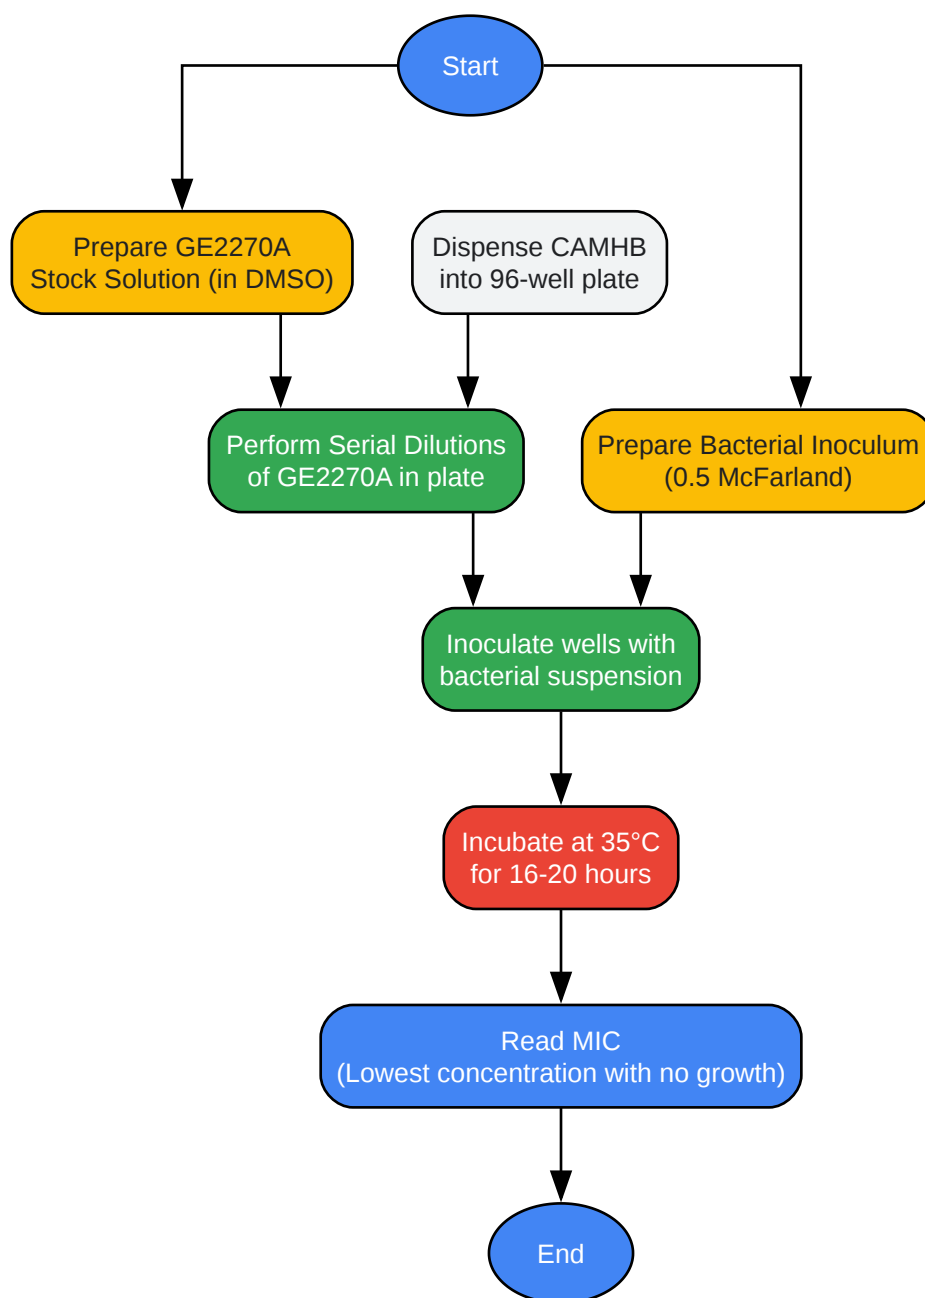 Start
Prepare GE2270A
Stock Solution (in DMSO)
Dispense CAMHB
into 96-well plate
Perform Serial Dilutions
of GE2270A in plate
Prepare Bacterial Inoculum
(0.5 McFarland)
Inoculate wells with
bacterial suspension
Incubate at 35°C
for 16-20 hours
Read MIC
(Lowest concentration with no growth)
End